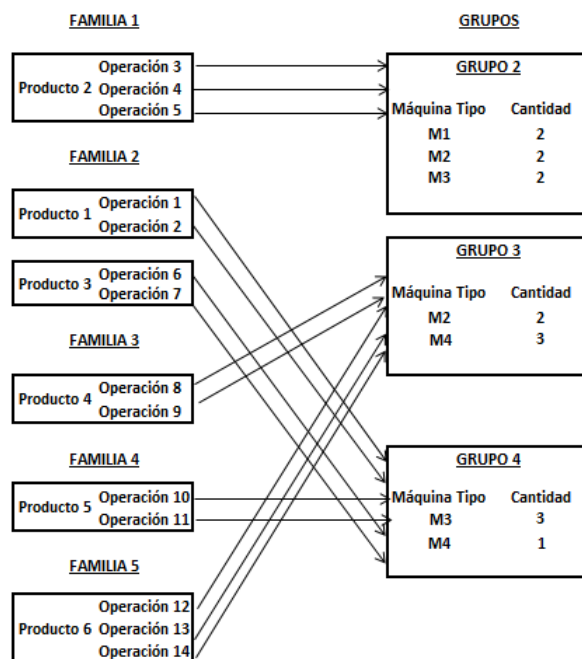 FAMILIA 1
Producto 2
Operación 3
Operación 4
Operación 5
FAMILIA 2
Producto 1
Operación 1
Operación 2
Producto 3
Operación 6
Operación 7
FAMILIA 3
Producto 4
Operación 8
Operación 9
FAMILIA 4
Producto 5
Operación 10
Operación 11
FAMILIA 5
Producto 6
Operación 12
Operación 13
Operación 14
GRUPOS
GRUPO 2
Máquina Tipo Cantidad
M1 2
M2 2
M3 2
GRUPO 3
Máquina Tipo Cantidad
M2 2
M4 3
GRUPO 4
Máquina Tipo Cantidad
M3 3
M4 1